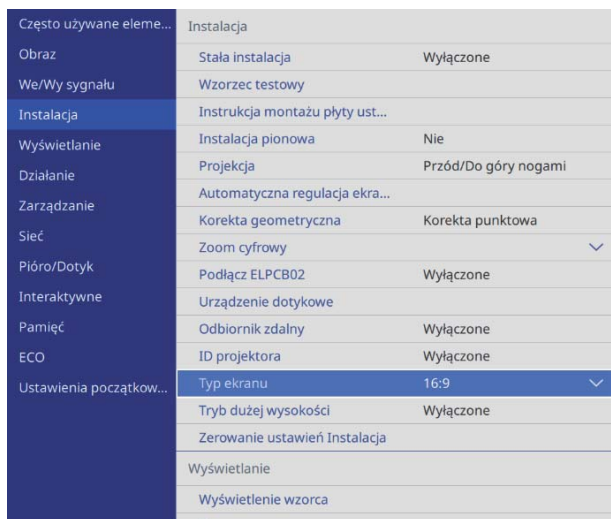 Często używane eleme...
Obraz
We/Wy sygnału
Instalacja
Wyświetlanie
Działanie
Zarządzanie
Sieć
Pióro/Dotyk
Interaktywne
Pamięć
ECO
Ustawienia początkow...
Instalacja
Stała instalacja Wyłączone
Wzorzec testowy
Instrukcja montażu płyty ust...
Instalacja pionowa Nie
Projekcja Przód/Do góry nogami
Automatyczna regulacja ekra...
Korekta geometryczna Korekta punktowa
Zoom cyfrowy
Podłącz ELPCB02 Wyłączone
Urządzenie dotykowe
Odbiornik zdalny Wyłączone
ID projektora Wyłączone
Typ ekranu 16:9
Tryb dużej wysokości Wyłączone
Zerowanie ustawień Instalacja
Wyświetlanie
Wyświetlenie wzorca